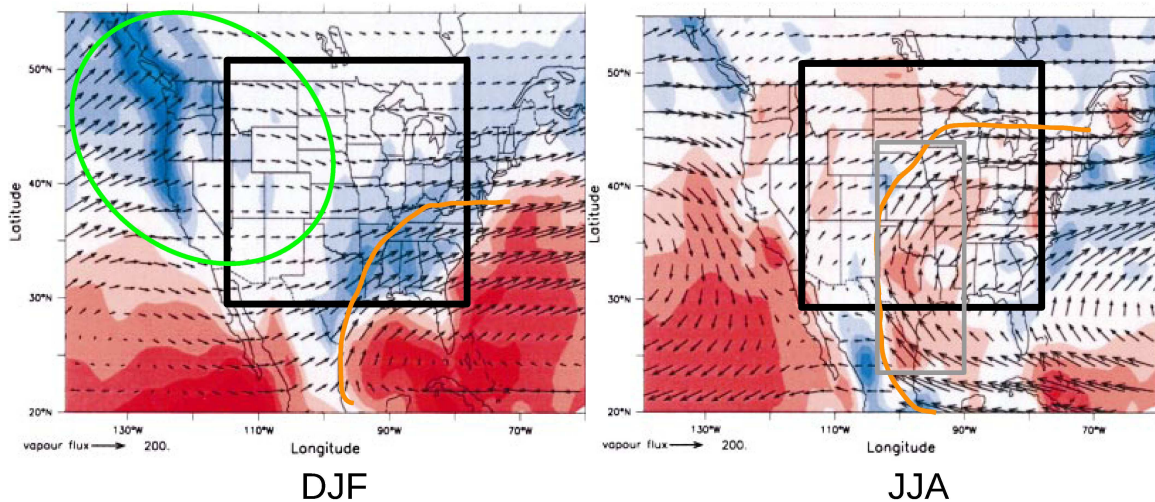 50°N
40°N
30°N
20°N
Latitude
130°W
110°W
90°W
70°W
Longitude
vapour flux 200.
DJF
50°N
40°N
30°N
20°N
Latitude
130°W
110°W
90°W
70°W
Longitude
vapour flux 200.
JJA